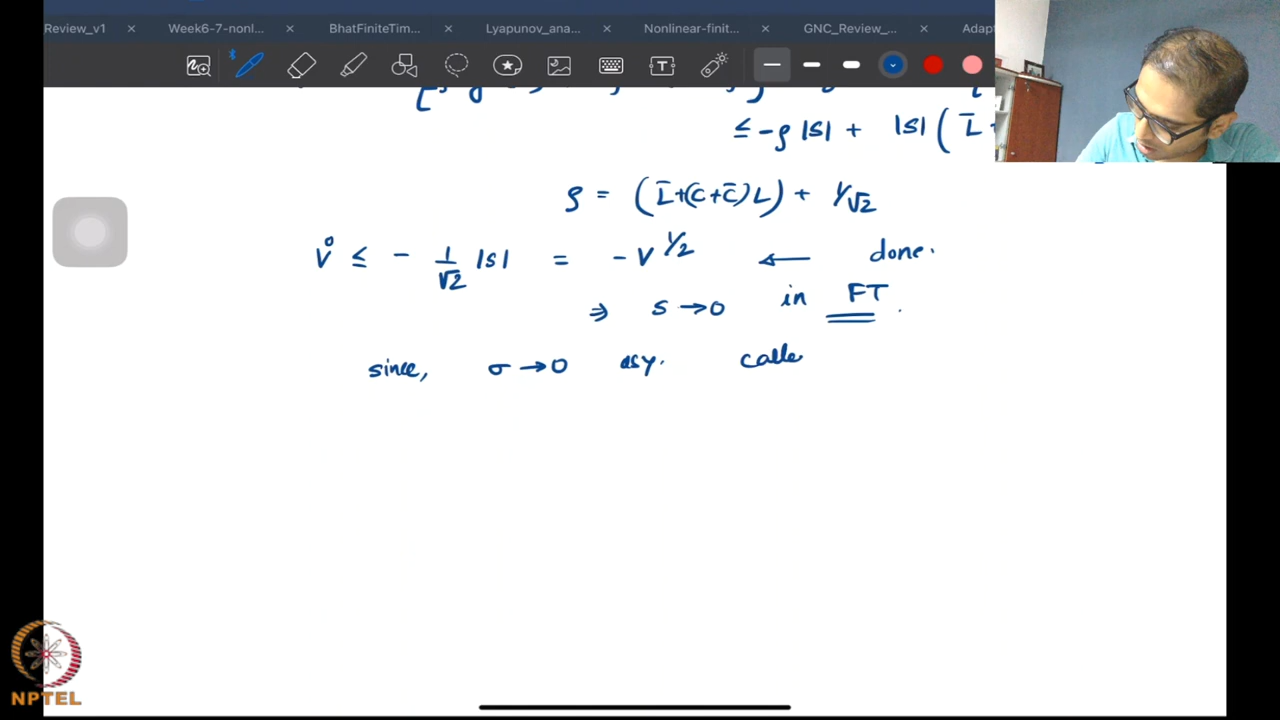 Review_v1 × Week6-7-nonl... × BhatFiniteTim... × Lyapunov_ana... × Nonlinear-finit... × GNC_Review_... × Adap
≤ -ρ |s| + |s| ( L̄ +
ρ = (L̄+(c+c̄)L) + 1/√2
V̇ ≤ - 1/√2 |s| = - V^1/2 ← done.
⇒ s → 0 in FT.
since, σ → 0 asy. calle
NPTEL